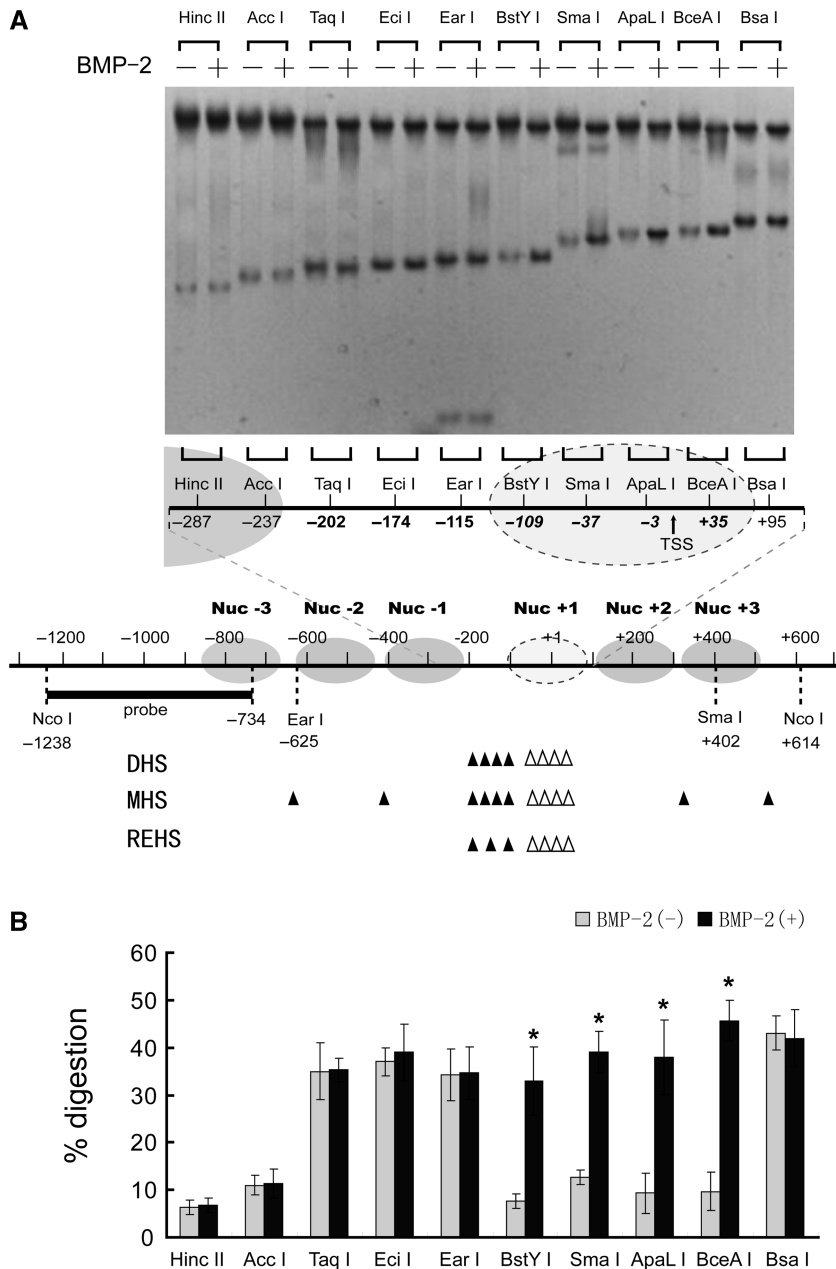 A
Hinc II Acc I Taq I Eci I Ear I BstY I Sma I ApaL I BceA I Bsa I
BMP-2 − + − + − + − + − + − + − + − + − + − +
Hinc II Acc I Taq I Eci I Ear I BstY I Sma I ApaL I BceA I Bsa I
−287 −237 −202 −174 −115 −109 −37 −3 +35 +95
TSS
Nuc -3 Nuc -2 Nuc -1 Nuc +1 Nuc +2 Nuc +3
−1200 −1000 −800 −600 −400 -200 +1 +200 +400 +600
probe
Nco I −734 Ear I Sma I Nco I
−1238 −625 +402 +614
DHS
MHS
REHS
B
BMP-2(-) BMP-2(+)
60
50
40
30
20
10
0
% digestion
* * * *
Hinc II Acc I Taq I Eci I Ear I BstY I Sma I ApaL I BceA I Bsa I